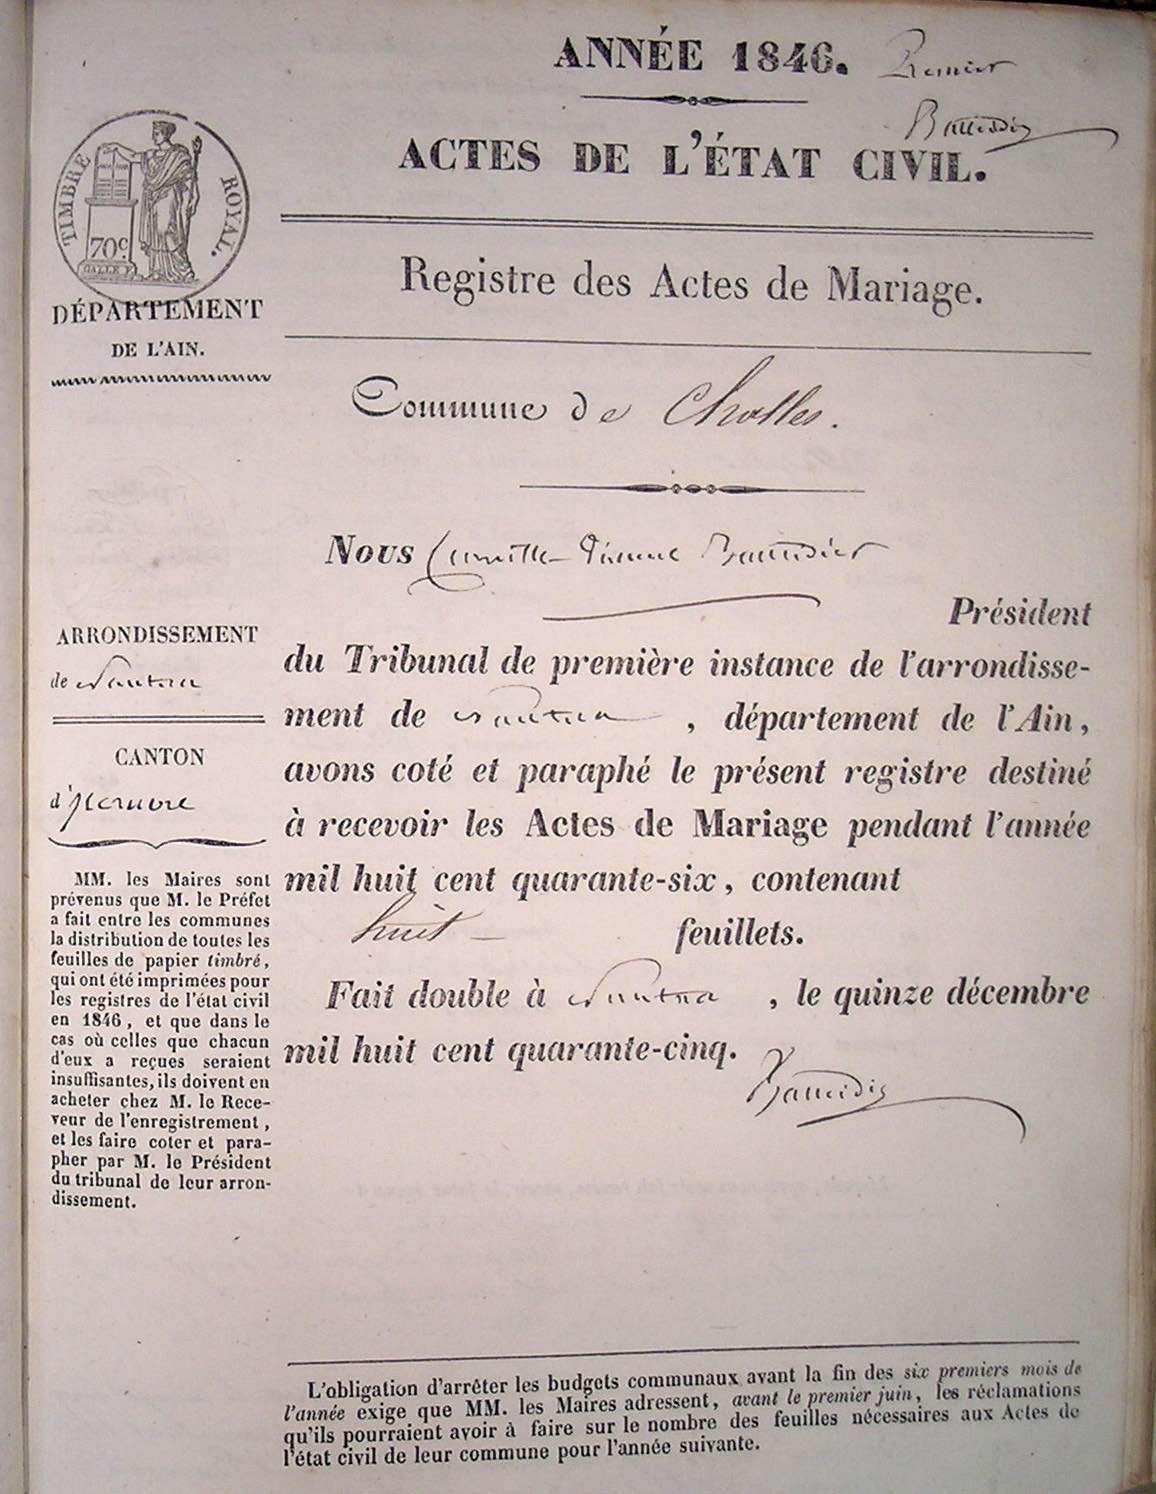 ANNÉE 1846. Premier
Baudier
ACTES DE L'ÉTAT CIVIL.
TIMBRE ROYAL.
70c.
GALLE F.
DÉPARTEMENT
DE L'AIN.
Registre des Actes de Mariage.
Commune de Challes.
Nous Camille
Président
du Tribunal de première instance de l'arrondisse-
ment de Nantua, département de l'Ain,
avons coté et paraphé le présent registre destiné
à recevoir les Actes de Mariage pendant l'année
mil huit cent quarante-six, contenant
huit feuillets.
Fait double à Nantua, le quinze décembre
mil huit cent quarante-cinq.
ARRONDISSEMENT
de Nantua
CANTON
d'
MM. les Maires sont
prévenus que M. le Préfet
a fait entre les communes
la distribution de toutes les
feuilles de papier timbré,
qui ont été imprimées pour
les registres de l'état civil
en 1846, et que dans le
cas où celles que chacun
d'eux a reçues seraient
insuffisantes, ils doivent en
acheter chez M. le Rece-
veur de l'enregistrement,
et les faire coter et para-
pher par M. le Président
du tribunal de leur arron-
dissement.
L'obligation d'arrêter les budgets communaux avant la fin des six premiers mois de
l'année exige que MM. les Maires adressent, avant le premier juin, les réclamations
qu'ils pourraient avoir à faire sur le nombre des feuilles nécessaires aux Actes de
l'état civil de leur commune pour l'année suivante.